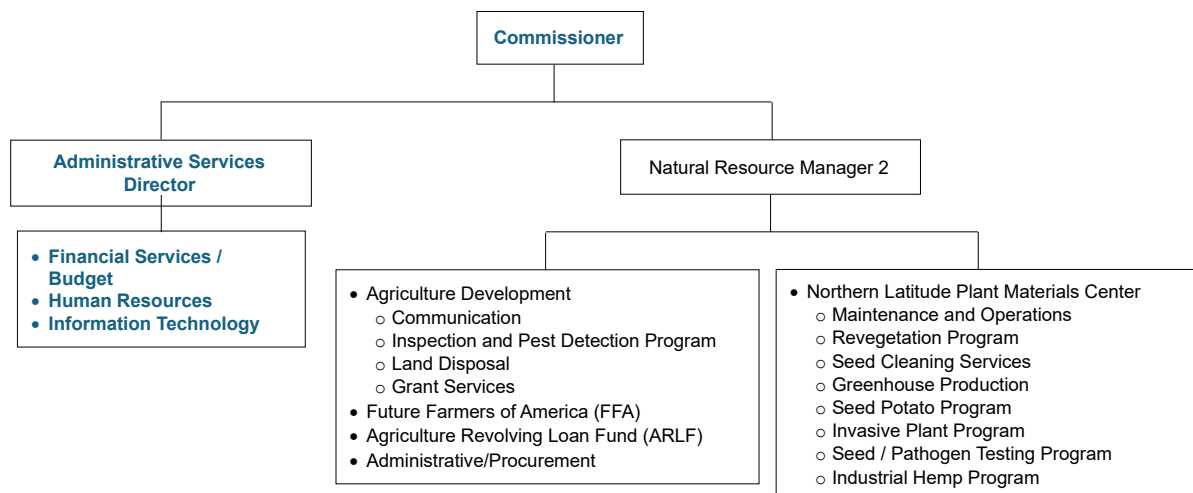 Commissioner
Administrative Services
Director
Natural Resource Manager 2
• Financial Services /
Budget
• Human Resources
• Information Technology
• Agriculture Development
○ Communication
○ Inspection and Pest Detection Program
○ Land Disposal
○ Grant Services
• Future Farmers of America (FFA)
• Agriculture Revolving Loan Fund (ARLF)
• Administrative/Procurement
• Northern Latitude Plant Materials Center
○ Maintenance and Operations
○ Revegetation Program
○ Seed Cleaning Services
○ Greenhouse Production
○ Seed Potato Program
○ Invasive Plant Program
○ Seed / Pathogen Testing Program
○ Industrial Hemp Program